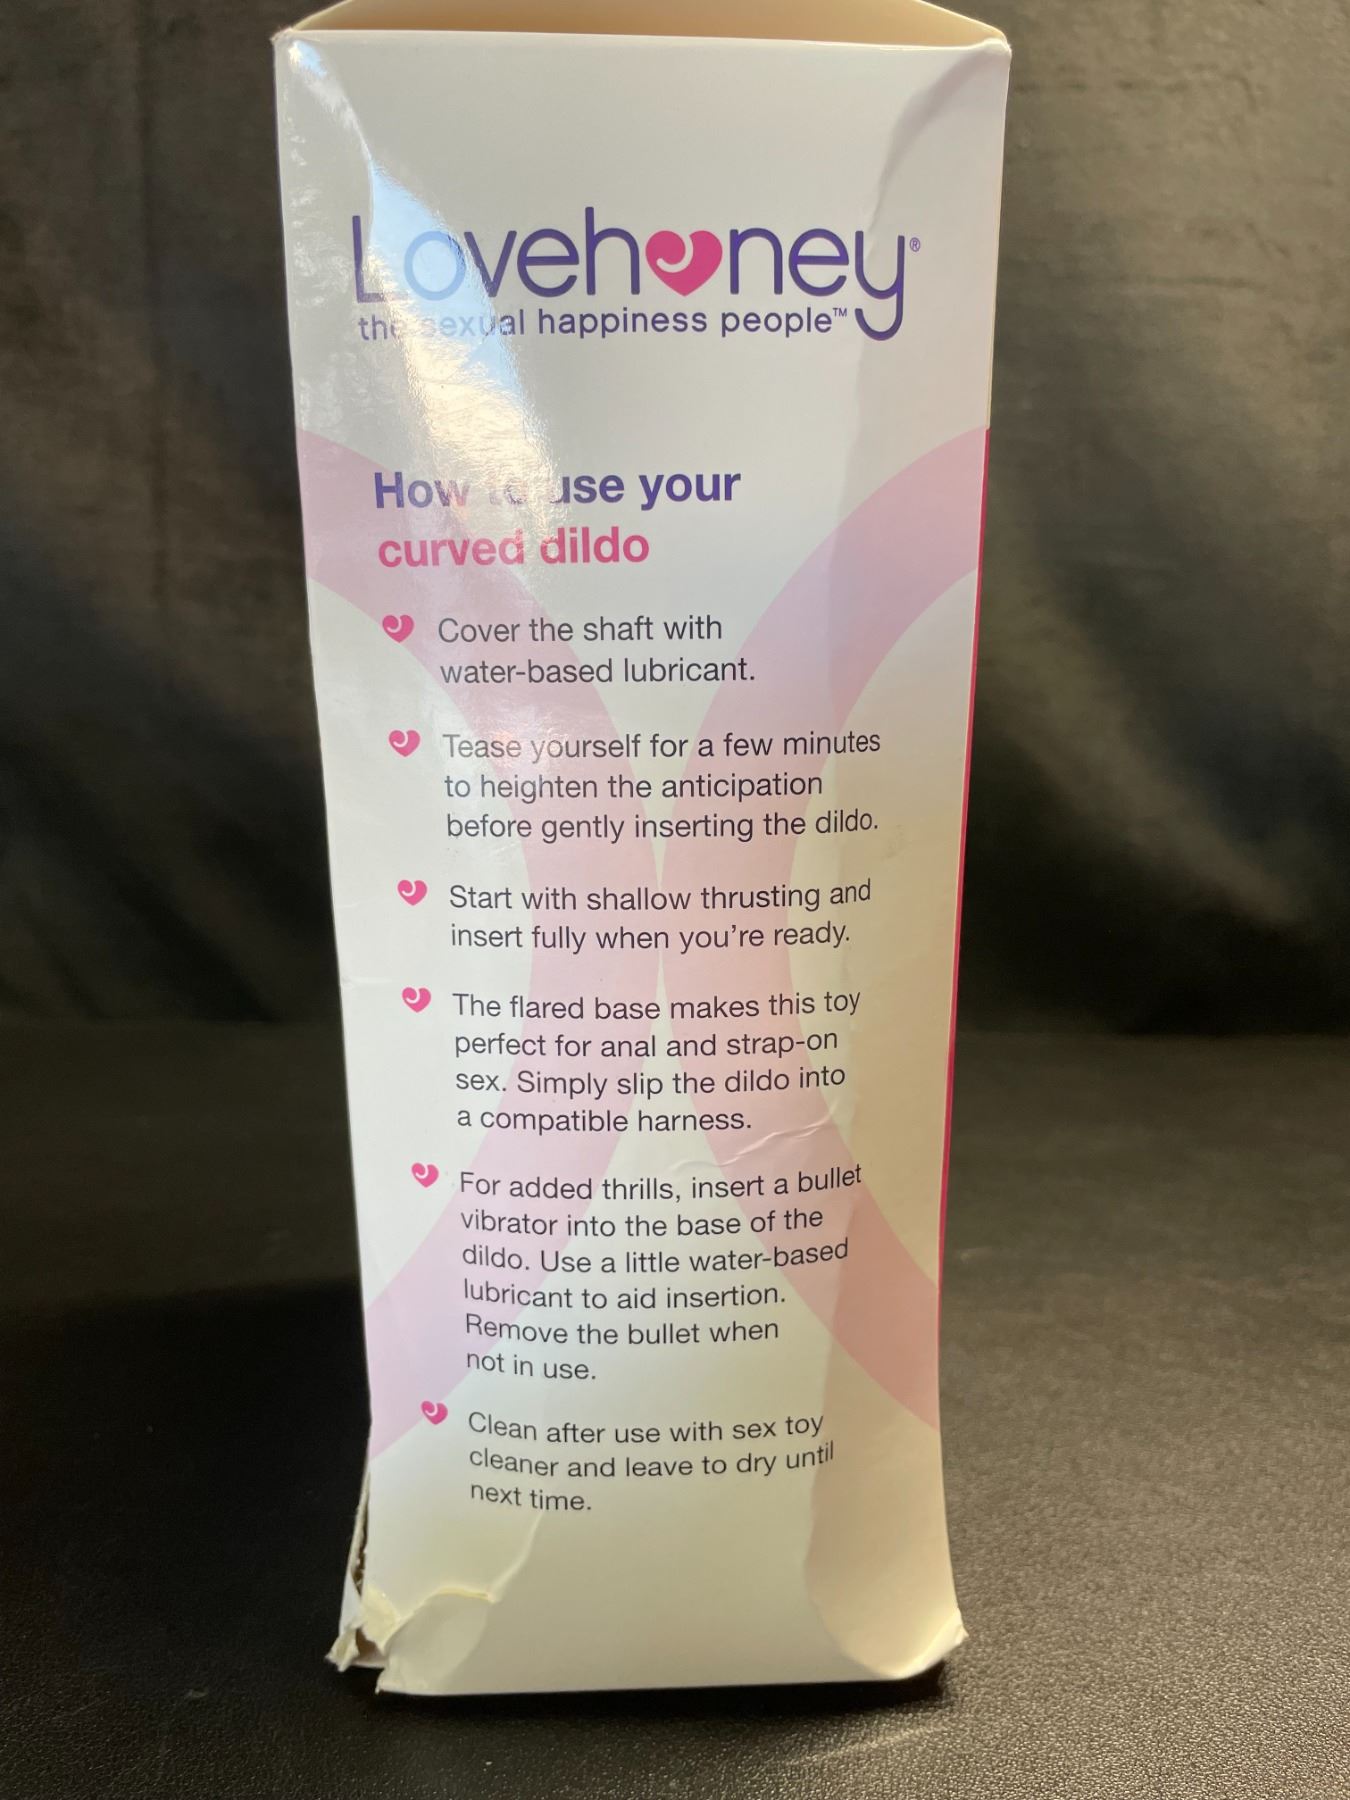 Lovehoney®
the sexual happiness people™
How to use your
curved dildo
Cover the shaft with
water-based lubricant.
Tease yourself for a few minutes
to heighten the anticipation
before gently inserting the dildo.
Start with shallow thrusting and
insert fully when you're ready.
The flared base makes this toy
perfect for anal and strap-on
sex. Simply slip the dildo into
a compatible harness.
For added thrills, insert a bullet
vibrator into the base of the
dildo. Use a little water-based
lubricant to aid insertion.
Remove the bullet when
not in use.
Clean after use with sex toy
cleaner and leave to dry until
next time.